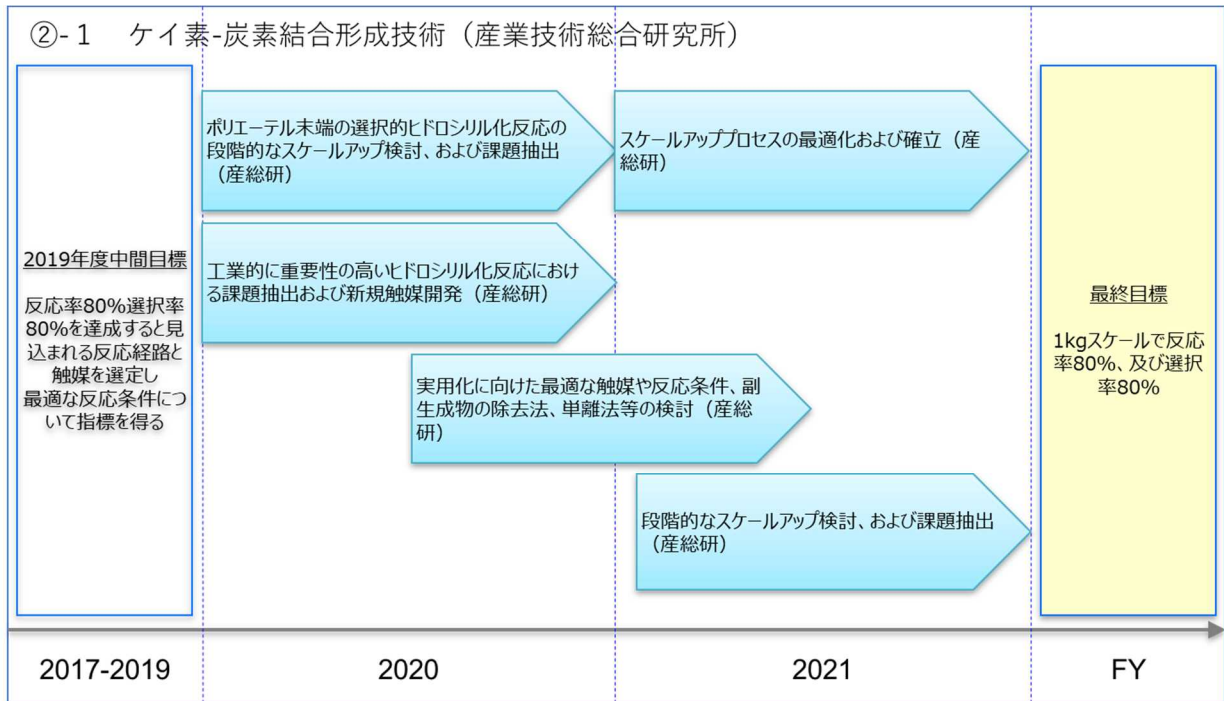 ②-１　ケイ素-炭素結合形成技術（産業技術総合研究所）
2019年度中間目標
反応率80%選択率
80%を達成すると見
込まれる反応経路と
触媒を選定し
最適な反応条件につ
いて指標を得る
ポリエーテル末端の選択的ヒドロシリル化反応の
段階的なスケールアップ検討、および課題抽出
（産総研）
スケールアッププロセスの最適化および確立（産
総研）
工業的に重要性の高いヒドロシリル化反応におけ
る課題抽出および新規触媒開発（産総研）
実用化に向けた最適な触媒や反応条件、副
生成物の除去法、単離法等の検討（産総
研）
段階的なスケールアップ検討、および課題抽出
（産総研）
最終目標
1kgスケールで反応
率80%、及び選択
率80%
2017-2019
2020
2021
FY